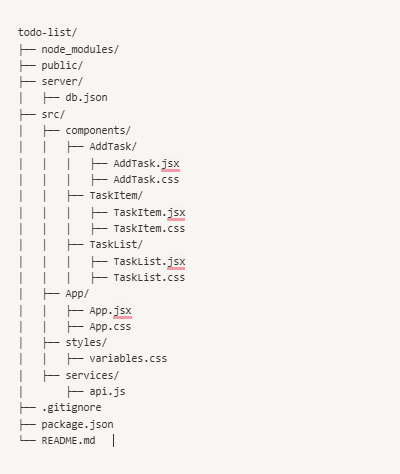 todo-list/
├── node_modules/
├── public/
├── server/
│   ├── db.json
├── src/
│   ├── components/
│   │   ├── AddTask/
│   │   │   ├── AddTask.jsx
│   │   │   ├── AddTask.css
│   │   ├── TaskItem/
│   │   │   ├── TaskItem.jsx
│   │   │   ├── TaskItem.css
│   │   ├── TaskList/
│   │   │   ├── TaskList.jsx
│   │   │   ├── TaskList.css
│   ├── App/
│   │   ├── App.jsx
│   │   ├── App.css
│   ├── styles/
│   │   ├── variables.css
│   ├── services/
│       ├── api.js
├── .gitignore
├── package.json
└── README.md